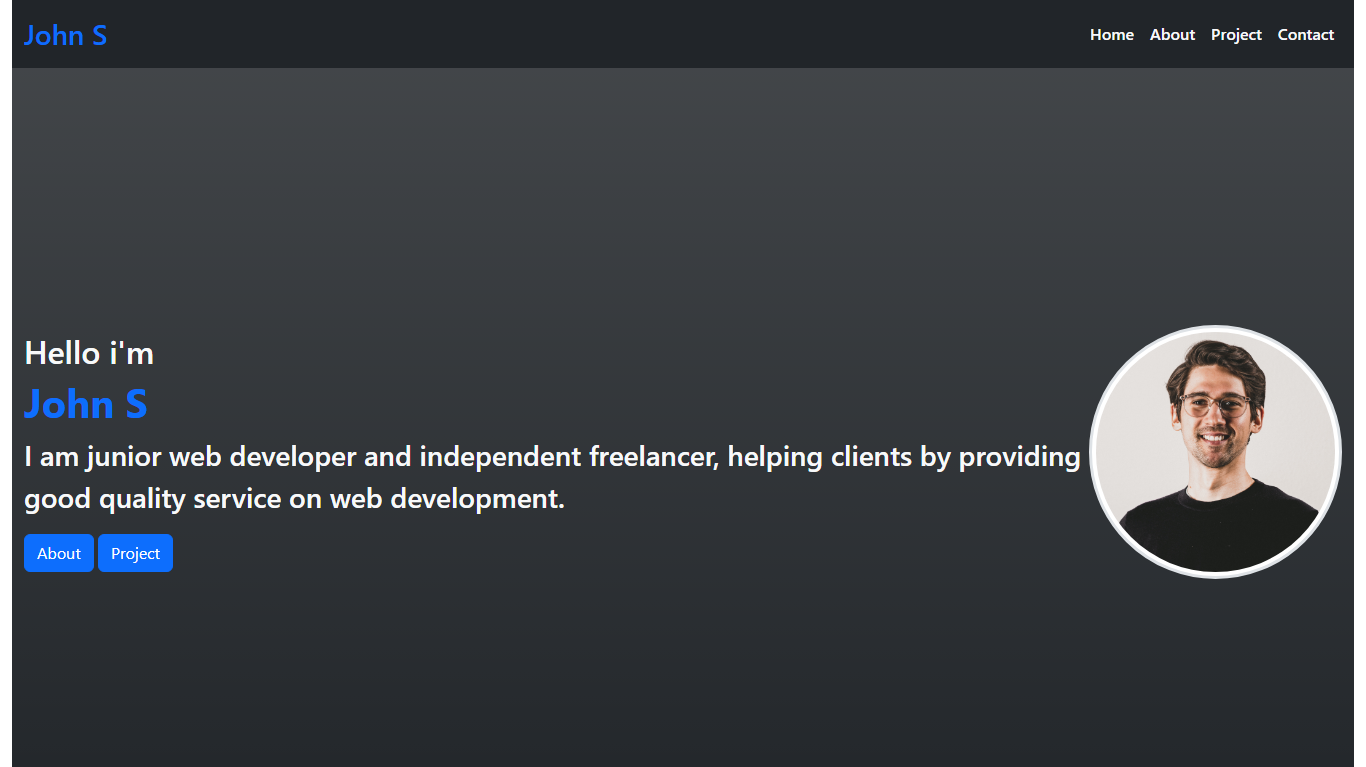 John S
Home About Project Contact
Hello i'm
John S
I am junior web developer and independent freelancer, helping clients by providing
good quality service on web development.
About Project